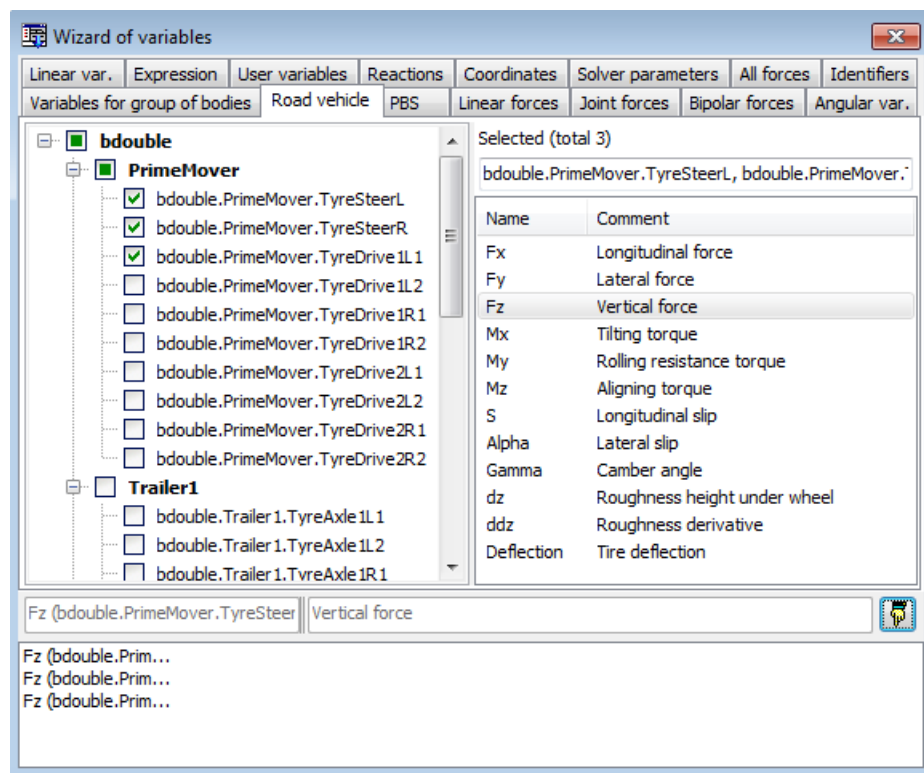 Wizard of variables
Linear var. Expression User variables Reactions Coordinates Solver parameters All forces Identifiers
Variables for group of bodies Road vehicle PBS Linear forces Joint forces Bipolar forces Angular var.
bdouble
PrimeMover
bdouble.PrimeMover.TyreSteerL
bdouble.PrimeMover.TyreSteerR
bdouble.PrimeMover.TyreDrive1L1
bdouble.PrimeMover.TyreDrive1L2
bdouble.PrimeMover.TyreDrive1R1
bdouble.PrimeMover.TyreDrive1R2
bdouble.PrimeMover.TyreDrive2L1
bdouble.PrimeMover.TyreDrive2L2
bdouble.PrimeMover.TyreDrive2R1
bdouble.PrimeMover.TyreDrive2R2
Trailer1
bdouble.Trailer1.TyreAxle1L1
bdouble.Trailer1.TyreAxle1L2
bdouble.Trailer1.TyreAxle1R1
Selected (total 3)
bdouble.PrimeMover.TyreSteerL, bdouble.PrimeMover.
Name Comment
Fx Longitudinal force
Fy Lateral force
Fz Vertical force
Mx Tilting torque
My Rolling resistance torque
Mz Aligning torque
S Longitudinal slip
Alpha Lateral slip
Gamma Camber angle
dz Roughness height under wheel
ddz Roughness derivative
Deflection Tire deflection
Fz (bdouble.PrimeMover.TyreSteer Vertical force
Fz (bdouble.Prim...
Fz (bdouble.Prim...
Fz (bdouble.Prim...